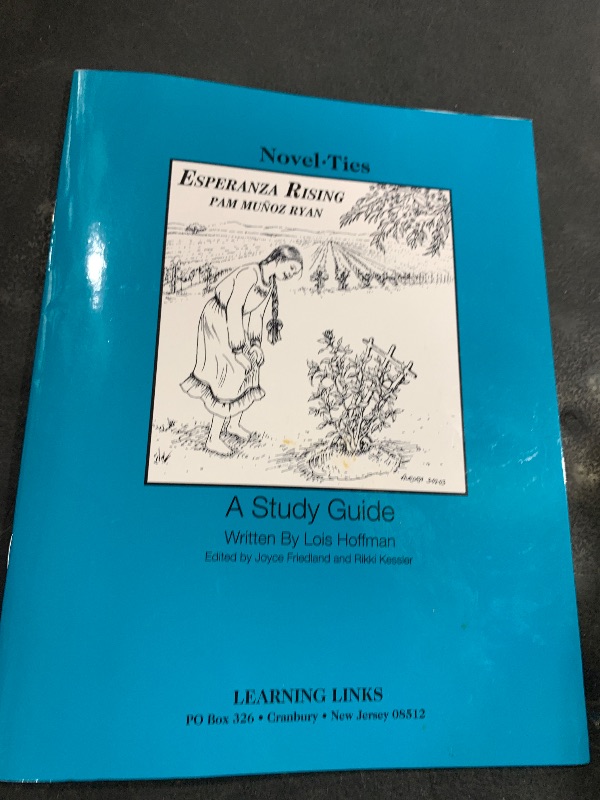 Novel·Ties
ESPERANZA RISING
PAM MUÑOZ RYAN
A Study Guide
Written By Lois Hoffman
Edited by Joyce Friedland and Rikki Kessler
LEARNING LINKS
PO Box 326 • Cranbury • New Jersey 08512